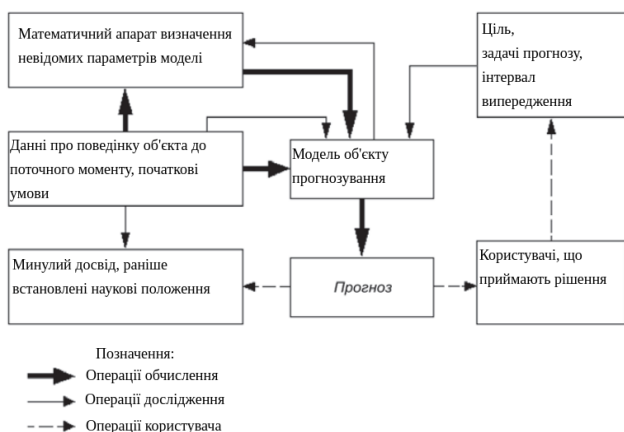 Математичний апарат визначення
невідомих параметрів моделі
Ціль,
задачі прогнозу,
інтервал
випередження
Данні про поведінку об'єкта до
поточного моменту, початкові
умови
Модель об'єкту
прогнозування
Минулий досвід, раніше
встановлені наукові положення
Прогноз
Користувачі, що
приймають рішення
Позначення:
Операції обчислення
Операції дослідження
Операції користувача